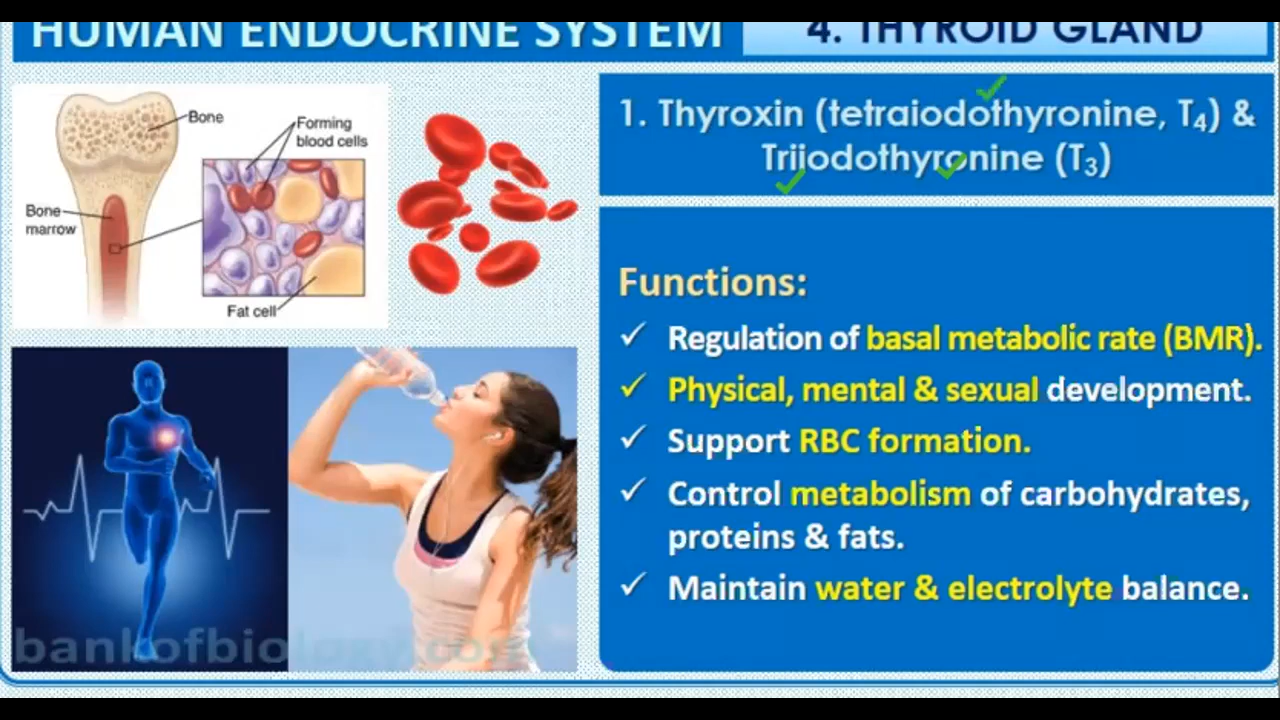 HUMAN ENDOCRINE SYSTEM
4. THYROID GLAND
Bone
Forming
blood cells
Bone
marrow
Fat cell
1. Thyroxin (tetraiodothyronine, T₄) &
Triiodothyronine (T₃)
Functions:
✓ Regulation of basal metabolic rate (BMR).
✓ Physical, mental & sexual development.
✓ Support RBC formation.
✓ Control metabolism of carbohydrates,
proteins & fats.
✓ Maintain water & electrolyte balance.
bankofbiology.com